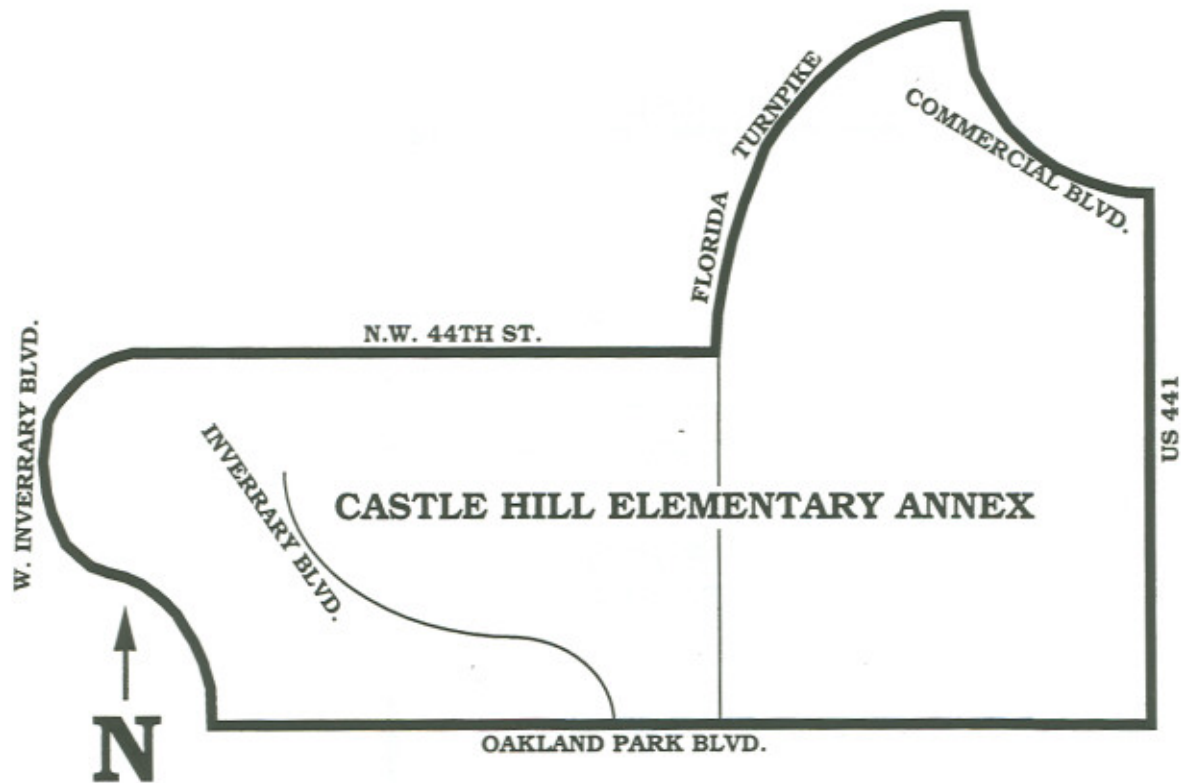 COMMERCIAL BLVD.
FLORIDA TURNPIKE
N.W. 44TH ST.
W. INVERRARY BLVD.
US 441
INVERRARY BLVD.
CASTLE HILL ELEMENTARY ANNEX
N
OAKLAND PARK BLVD.